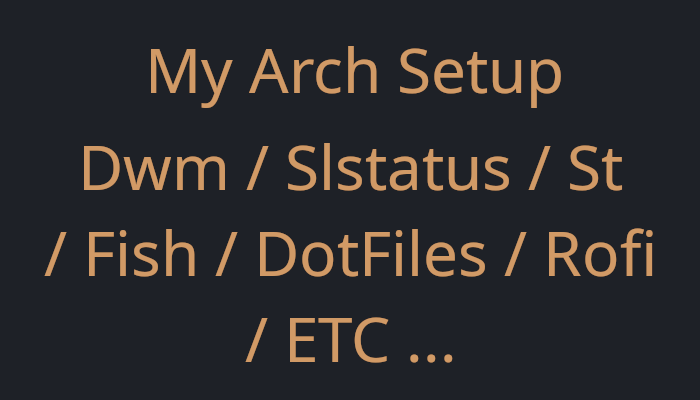 My Arch Setup
Dwm / Slstatus / St
/ Fish / DotFiles / Rofi
/ ETC ...